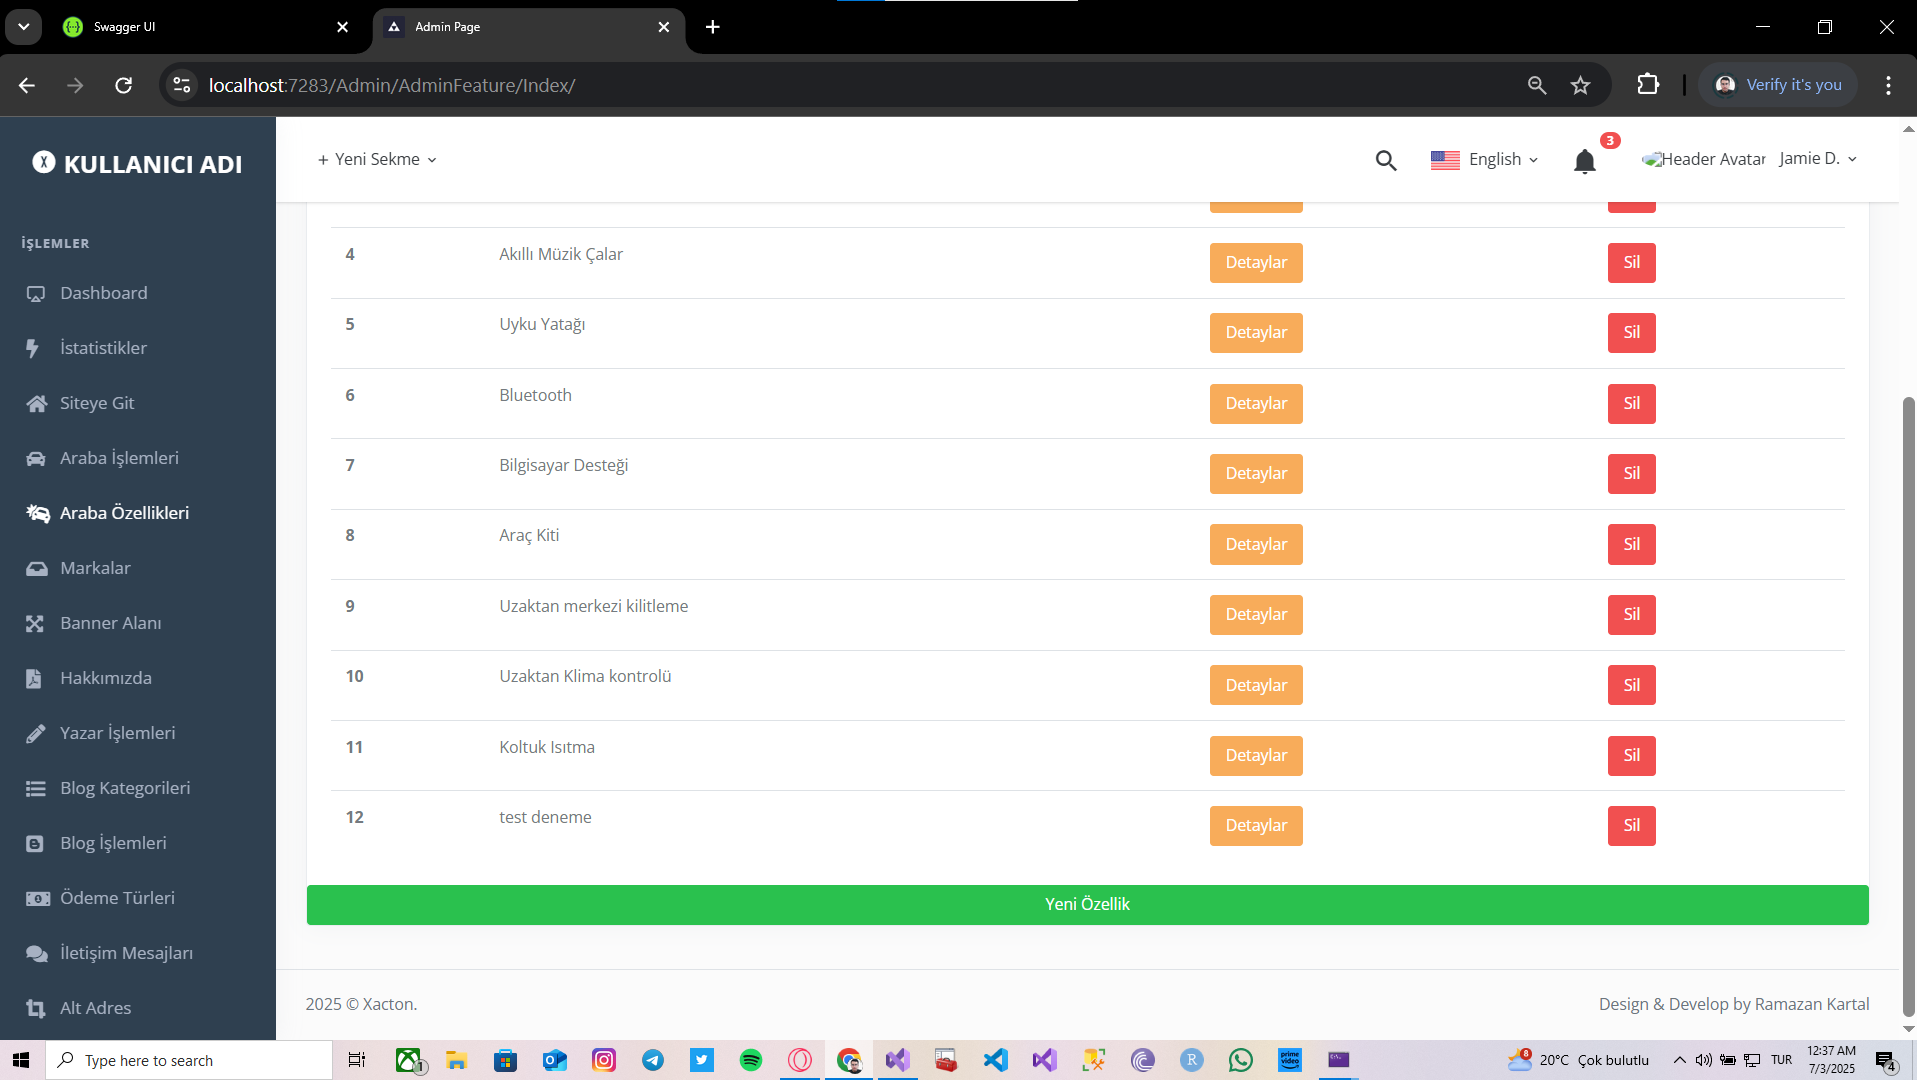 Swagger UI
Admin Page
localhost:7283/Admin/AdminFeature/Index/
Verify it's you
X KULLANICI ADI
+ Yeni Sekme
English
3
Header Avatar
Jamie D.
İŞLEMLER
Dashboard
İstatistikler
Siteye Git
Araba İşlemleri
Araba Özellikleri
Markalar
Banner Alanı
Hakkımızda
Yazar İşlemleri
Blog Kategorileri
Blog İşlemleri
Ödeme Türleri
İletişim Mesajları
Alt Adres
4 Akıllı Müzik Çalar Detaylar Sil
5 Uyku Yatağı Detaylar Sil
6 Bluetooth Detaylar Sil
7 Bilgisayar Desteği Detaylar Sil
8 Araç Kiti Detaylar Sil
9 Uzaktan merkezi kilitleme Detaylar Sil
10 Uzaktan Klima kontrolü Detaylar Sil
11 Koltuk Isıtma Detaylar Sil
12 test deneme Detaylar Sil
Yeni Özellik
2025 © Xacton.
Design & Develop by Ramazan Kartal
Type here to search
1
R
prime video
8
20°C Çok bulutlu
TUR
12:37 AM
7/3/2025
4